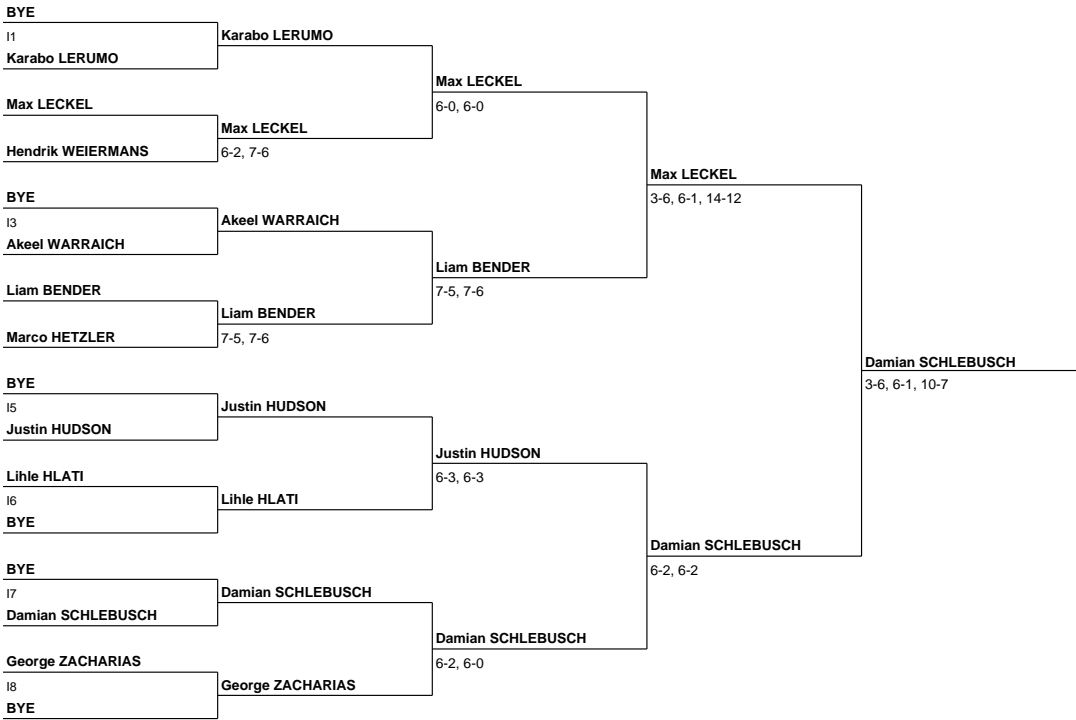 BYE
I1
Karabo LERUMO
Max LECKEL
Hendrik WEIERMANS
BYE
I3
Akeel WARRAICH
Liam BENDER
Marco HETZLER
BYE
I5
Justin HUDSON
Lihle HLATI
I6
BYE
BYE
I7
Damian SCHLEBUSCH
George ZACHARIAS
I8
BYE
Karabo LERUMO
Max LECKEL
6-2, 7-6
Akeel WARRAICH
Liam BENDER
7-5, 7-6
Justin HUDSON
Lihle HLATI
Damian SCHLEBUSCH
George ZACHARIAS
Max LECKEL
6-0, 6-0
Liam BENDER
7-5, 7-6
Justin HUDSON
6-3, 6-3
Damian SCHLEBUSCH
6-2, 6-0
Max LECKEL
3-6, 6-1, 14-12
Damian SCHLEBUSCH
6-2, 6-2
Damian SCHLEBUSCH
3-6, 6-1, 10-7